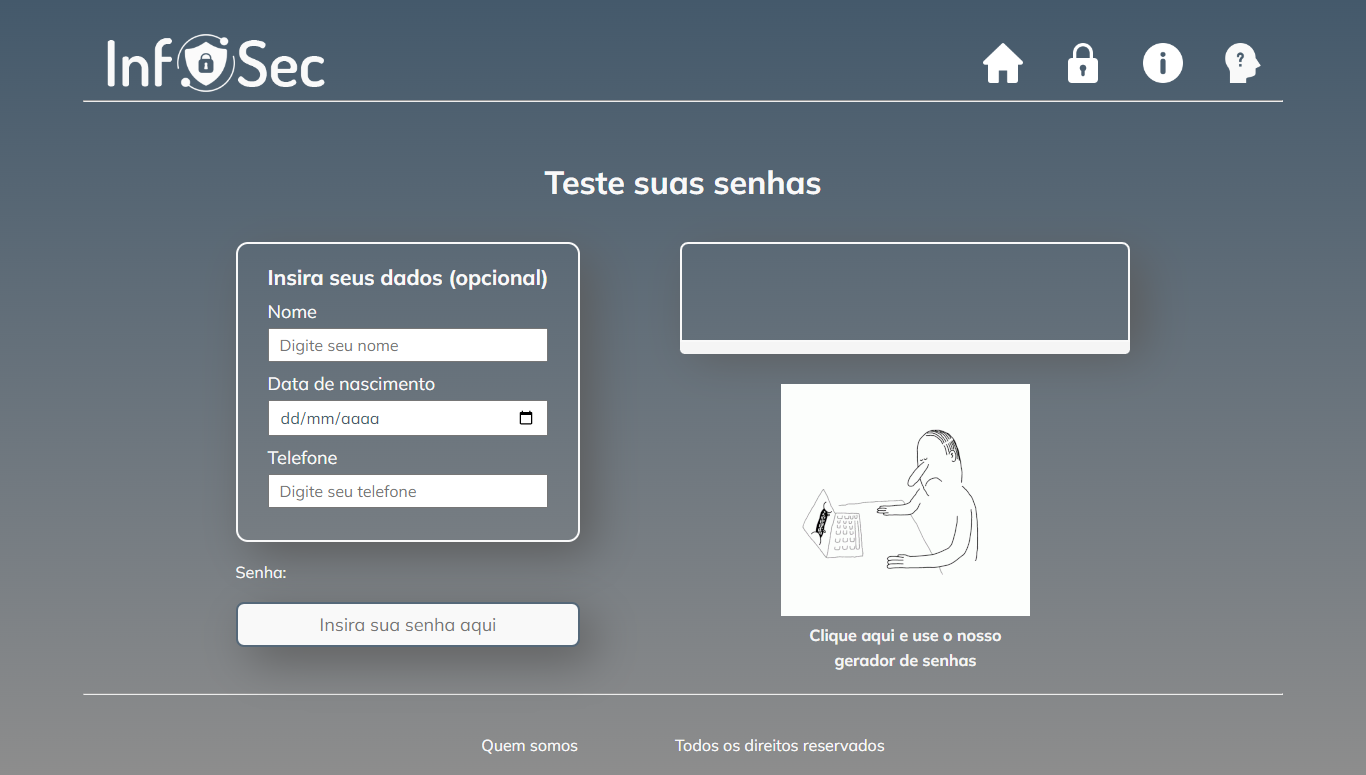 InfoSec
Teste suas senhas
Insira seus dados (opcional)
Nome
Digite seu nome
Data de nascimento
dd/mm/aaaa
Telefone
Digite seu telefone
Senha:
Insira sua senha aqui
Clique aqui e use o nosso
gerador de senhas
Quem somos
Todos os direitos reservados